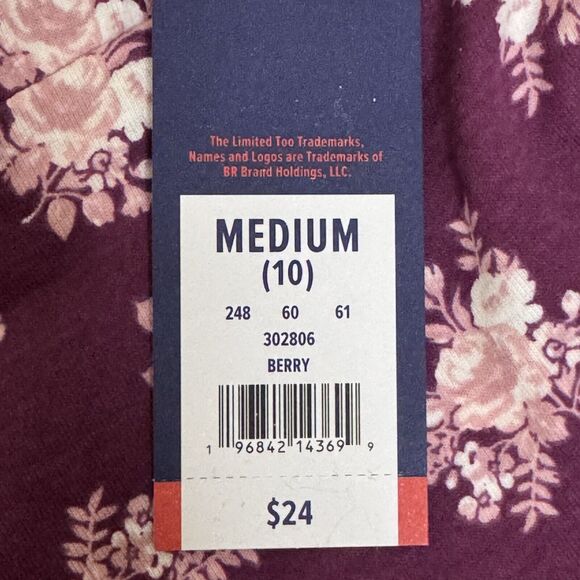 The Limited Too Trademarks,
Names and Logos are Trademarks of
BR Brand Holdings, LLC.
MEDIUM
(10)
248 60 61
302806
BERRY
1 96842 14369 9
$24